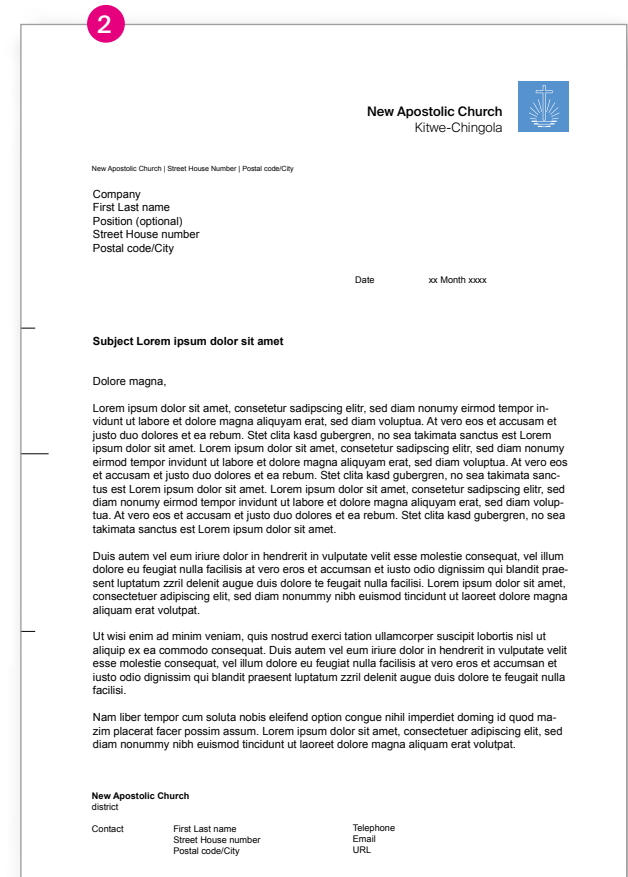 2
New Apostolic Church
Kitwe-Chingola
New Apostolic Church | Street House Number | Postal code/City
Company
First Last name
Position (optional)
Street House number
Postal code/City
Date xx Month xxxx
Subject Lorem ipsum dolor sit amet
Dolore magna,
Lorem ipsum dolor sit amet, consetetur sadipscing elitr, sed diam nonumy eirmod tempor in-
vidunt ut labore et dolore magna aliquyam erat, sed diam voluptua. At vero eos et accusam et
justo duo dolores et ea rebum. Stet clita kasd gubergren, no sea takimata sanctus est Lorem
ipsum dolor sit amet. Lorem ipsum dolor sit amet, consetetur sadipscing elitr, sed diam nonumy
eirmod tempor invidunt ut labore et dolore magna aliquyam erat, sed diam voluptua. At vero eos
et accusam et justo duo dolores et ea rebum. Stet clita kasd gubergren, no sea takimata sanc-
tus est Lorem ipsum dolor sit amet. Lorem ipsum dolor sit amet, consetetur sadipscing elitr, sed
diam nonumy eirmod tempor invidunt ut labore et dolore magna aliquyam erat, sed diam volup-
tua. At vero eos et accusam et justo duo dolores et ea rebum. Stet clita kasd gubergren, no sea
takimata sanctus est Lorem ipsum dolor sit amet.
Duis autem vel eum iriure dolor in hendrerit in vulputate velit esse molestie consequat, vel illum
dolore eu feugiat nulla facilisis at vero eros et accumsan et iusto odio dignissim qui blandit prae-
sent luptatum zzril delenit augue duis dolore te feugait nulla facilisi. Lorem ipsum dolor sit amet,
consectetuer adipiscing elit, sed diam nonummy nibh euismod tincidunt ut laoreet dolore magna
aliquam erat volutpat.
Ut wisi enim ad minim veniam, quis nostrud exerci tation ullamcorper suscipit lobortis nisl ut
aliquip ex ea commodo consequat. Duis autem vel eum iriure dolor in hendrerit in vulputate velit
esse molestie consequat, vel illum dolore eu feugiat nulla facilisis at vero eros et accumsan et
iusto odio dignissim qui blandit praesent luptatum zzril delenit augue duis dolore te feugait nulla
facilisi.
Nam liber tempor cum soluta nobis eleifend option congue nihil imperdiet doming id quod ma-
zim placerat facer possim assum. Lorem ipsum dolor sit amet, consectetuer adipiscing elit, sed
diam nonummy nibh euismod tincidunt ut laoreet dolore magna aliquam erat volutpat.
New Apostolic Church
district
Contact First Last name Telephone
Street House number Email
Postal code/City URL